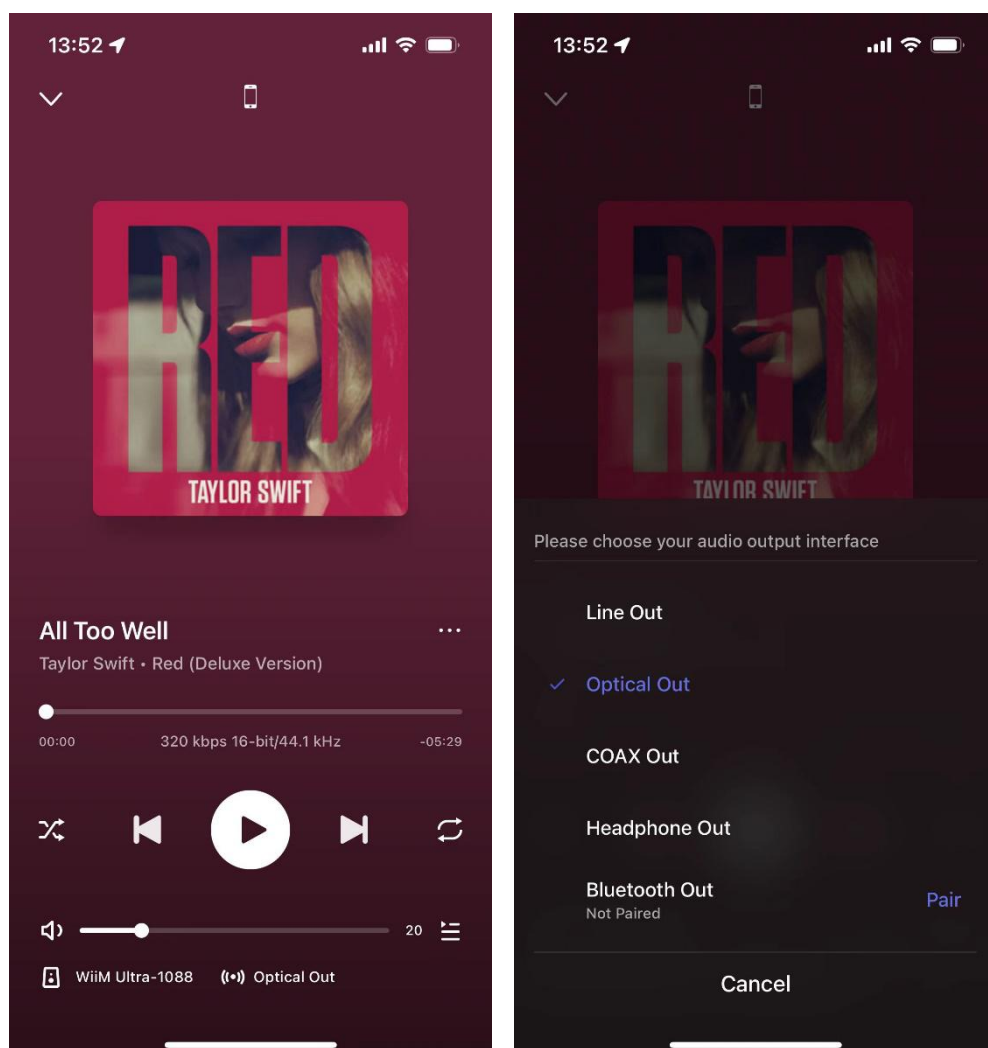 13:52
RED
TAYLOR SWIFT
All Too Well
Taylor Swift • Red (Deluxe Version)
00:00 320 kbps 16-bit/44.1 kHz -05:29
20
WiiM Ultra-1088 Optical Out
13:52
RED
TAYLOR SWIFT
Please choose your audio output interface
Line Out
Optical Out
COAX Out
Headphone Out
Bluetooth Out
Not Paired
Pair
Cancel